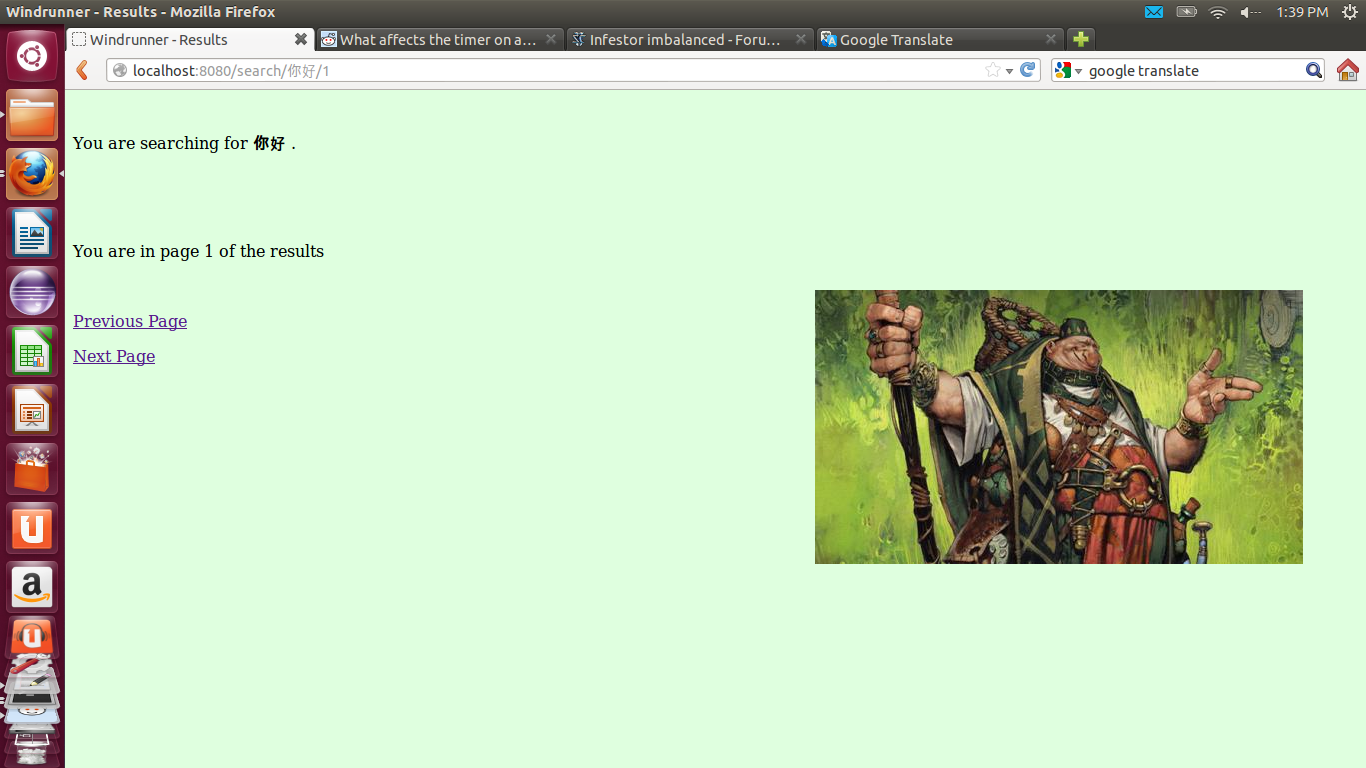 Windrunner - Results - Mozilla Firefox
1:39 PM
Windrunner - Results
What affects the timer on a...
Infestor imbalanced - Foru...
Google Translate
localhost:8080/search/你好/1
google translate
You are searching for 你好 .
You are in page 1 of the results
Previous Page
Next Page